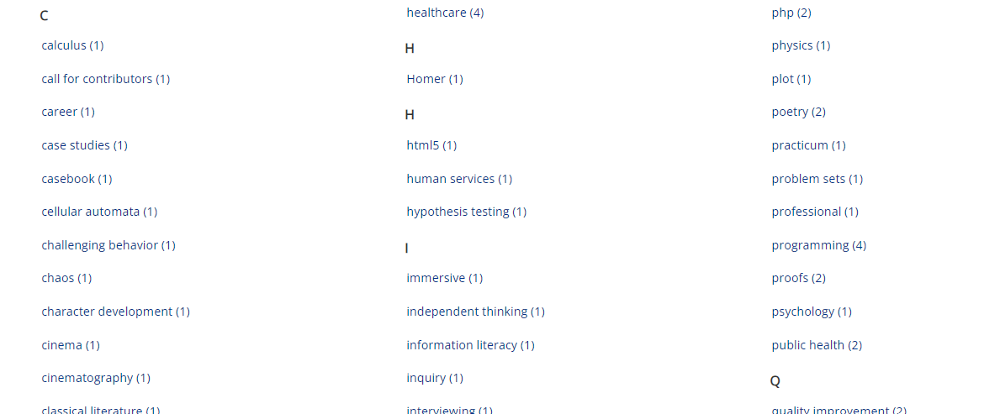 C
calculus (1)
call for contributors (1)
career (1)
case studies (1)
casebook (1)
cellular automata (1)
challenging behavior (1)
chaos (1)
character development (1)
cinema (1)
cinematography (1)
classical literature (1)
healthcare (4)
H
Homer (1)
H
html5 (1)
human services (1)
hypothesis testing (1)
I
immersive (1)
independent thinking (1)
information literacy (1)
inquiry (1)
interviewing (1)
php (2)
physics (1)
plot (1)
poetry (2)
practicum (1)
problem sets (1)
professional (1)
programming (4)
proofs (2)
psychology (1)
public health (2)
Q
quality improvement (2)